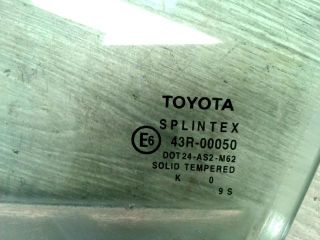 TOYOTA
SPLINTEX
E6 43R-00050
DOT24-AS2-M62
SOLID TEMPERED
K 0
9 S